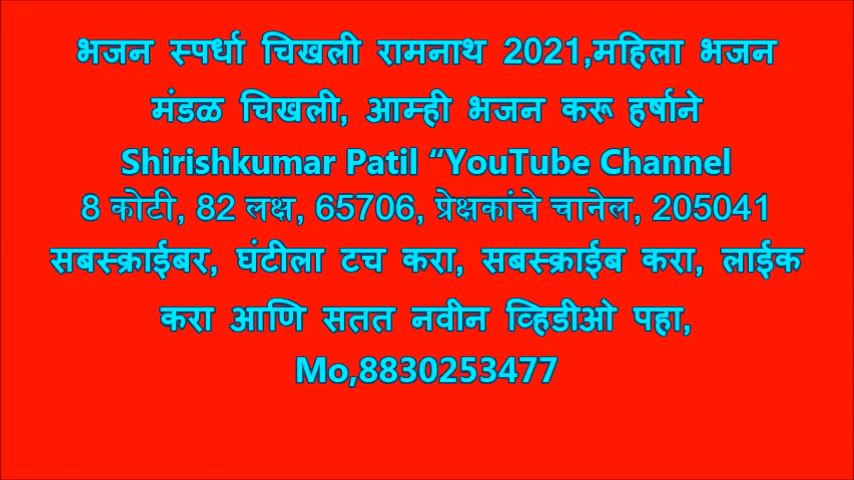 भजन स्पर्धा चिखली रामनाथ 2021,महिला भजन
मंडळ चिखली, आम्ही भजन करू हर्षाने
Shirishkumar Patil “YouTube Channel
8 कोटी, 82 लक्ष, 65706, प्रेक्षकांचे चानेल, 205041
सबस्क्राईबर, घंटीला टच करा, सबस्क्राईब करा, लाईक
करा आणि सतत नवीन व्हिडीओ पहा,
Mo,8830253477